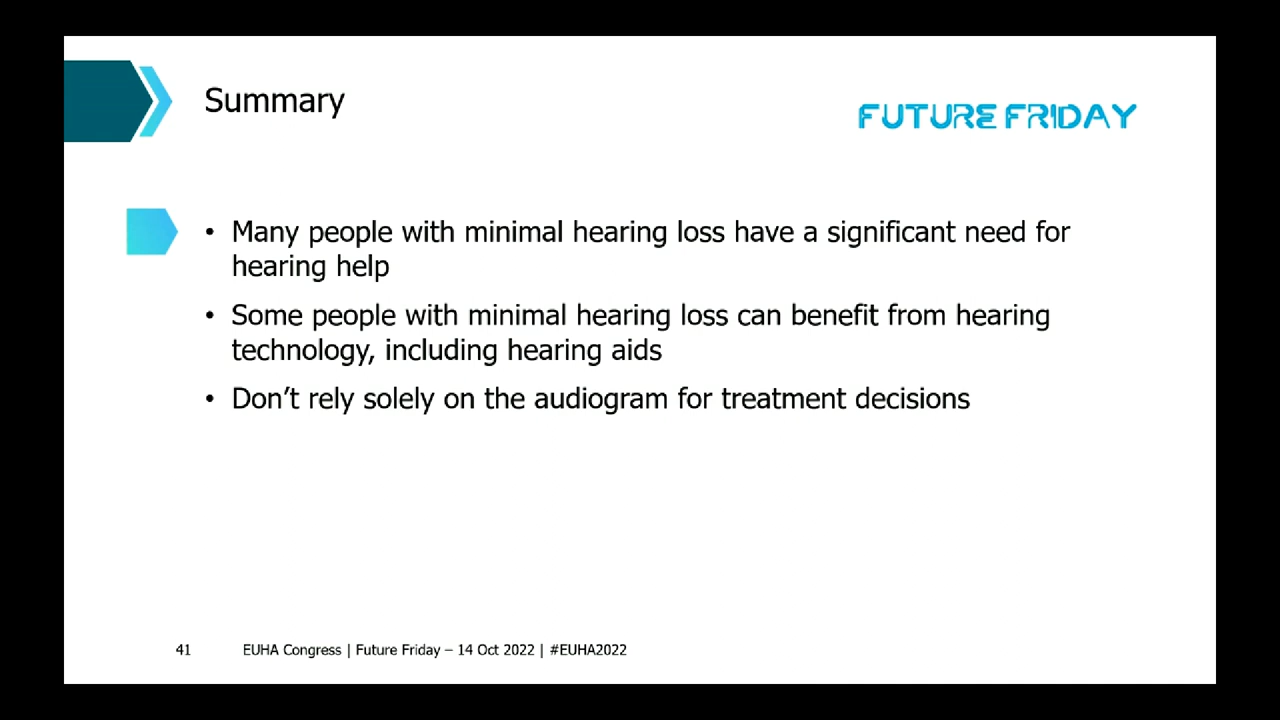 Summary
FUTURE FRIDAY
• Many people with minimal hearing loss have a significant need for
hearing help
• Some people with minimal hearing loss can benefit from hearing
technology, including hearing aids
• Don’t rely solely on the audiogram for treatment decisions
41 EUHA Congress | Future Friday – 14 Oct 2022 | #EUHA2022